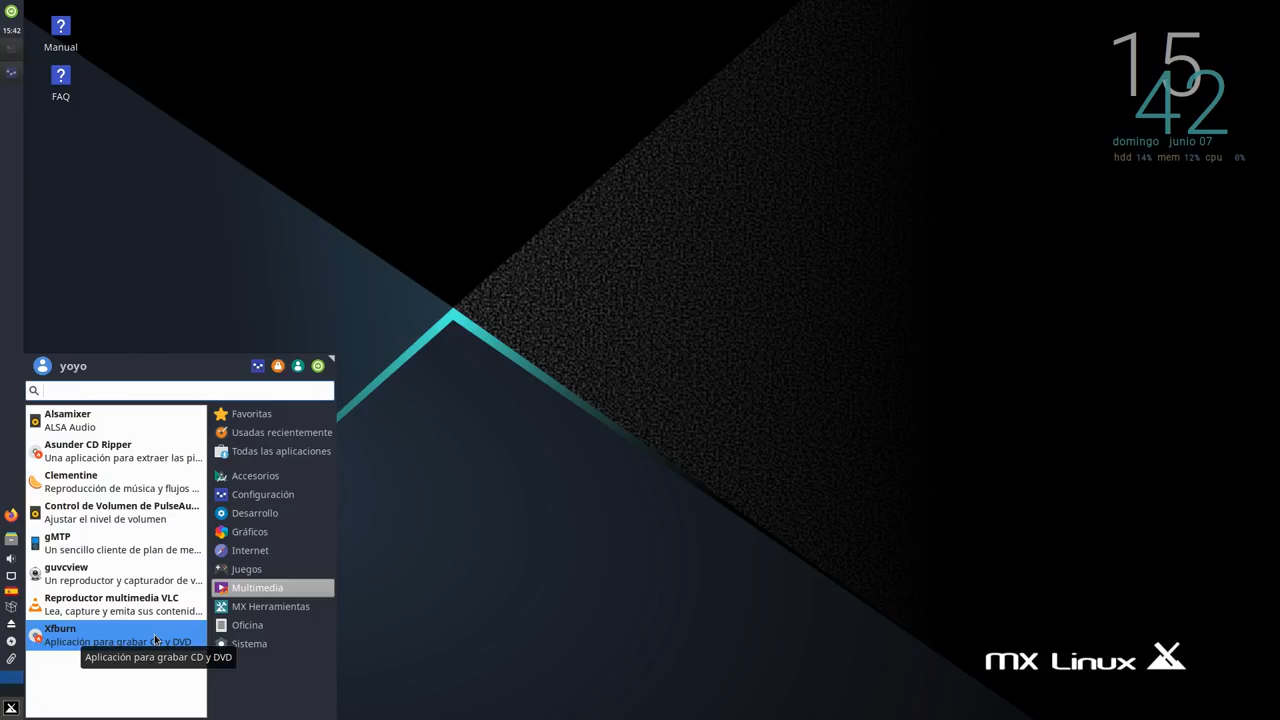 15:42
Manual
FAQ
15
42
domingo junio 07
hdd 14% mem 12% cpu 0%
yoyo
Alsamixer
ALSA Audio
Asunder CD Ripper
Una aplicación para extraer las pi...
Clementine
Reproducción de música y flujos ...
Control de Volumen de PulseAu...
Ajustar el nivel de volumen
gMTP
Un sencillo cliente de plan de me...
guvcview
Un reproductor y capturador de v...
Reproductor multimedia VLC
Lea, capture y emita sus contenid...
Xfburn
Aplicación para grabar CD y DVD
Aplicación para grabar CD y DVD
Favoritas
Usadas recientemente
Todas las aplicaciones
Accesorios
Configuración
Desarrollo
Gráficos
Internet
Juegos
Multimedia
MX Herramientas
Oficina
Sistema
MX Linux